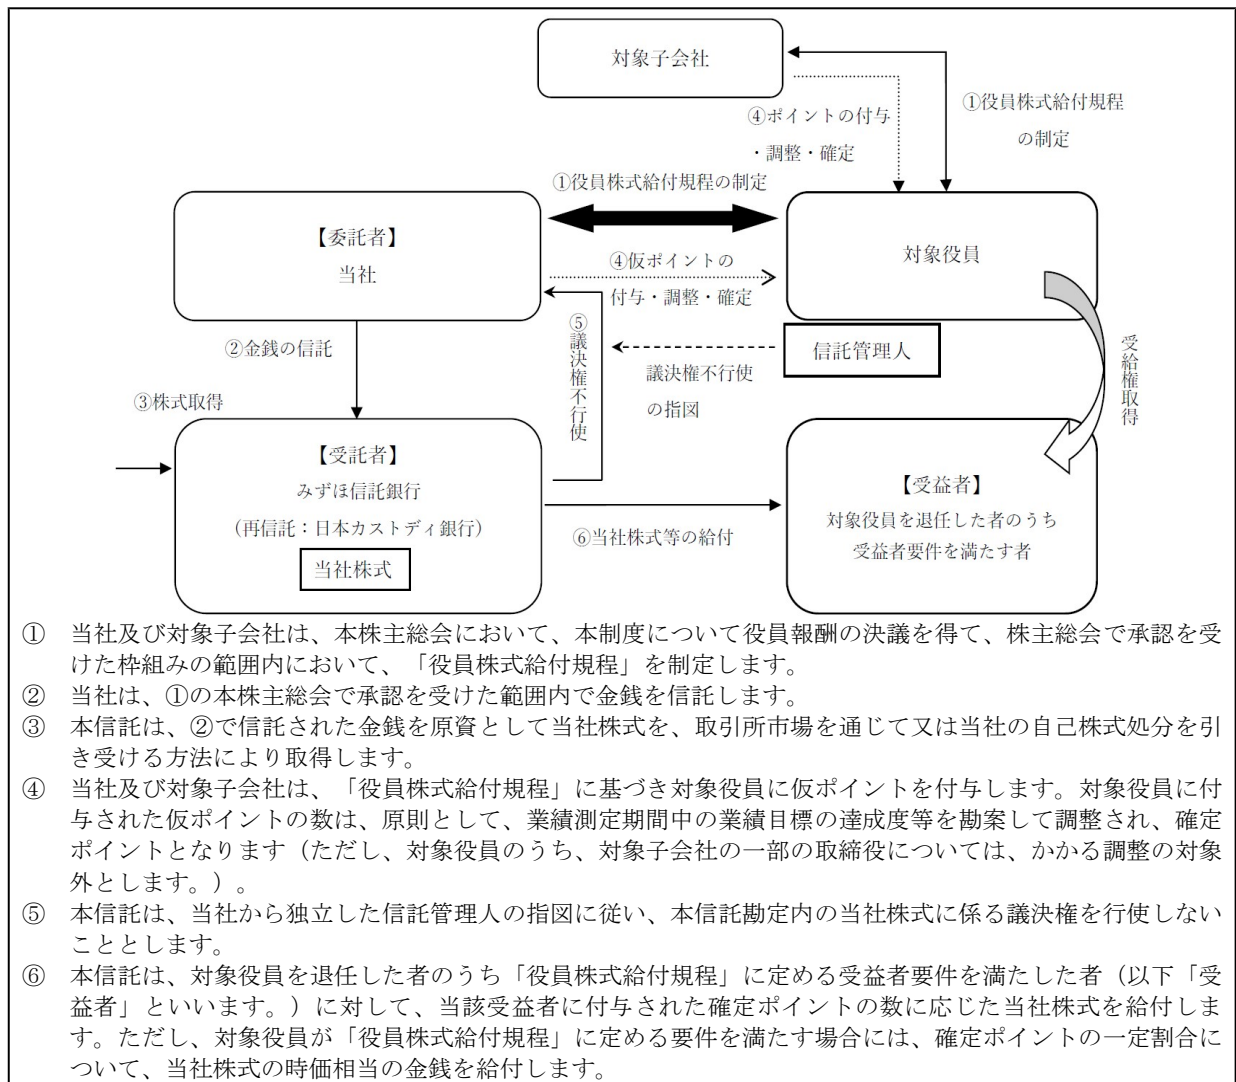 対象子会社
①役員株式給付規程
の制定
④ポイントの付与
・調整・確定
①役員株式給付規程の制定
【委託者】
当社
④仮ポイントの
付与・調整・確定
対象役員
②金銭の信託
⑤議決権不行使
議決権不行使
の指図
信託管理人
受給権取得
③株式取得
【受託者】
みずほ信託銀行
(再信託：日本カストディ銀行)
当社株式
⑥当社株式等の給付
【受益者】
対象役員を退任した者のうち
受益者要件を満たす者
① 当社及び対象子会社は、本株主総会において、本制度について役員報酬の決議を得て、株主総会で承認を受
けた枠組みの範囲内において、「役員株式給付規程」を制定します。
② 当社は、①の本株主総会で承認を受けた範囲内で金銭を信託します。
③ 本信託は、②で信託された金銭を原資として当社株式を、取引所市場を通じて又は当社の自己株式処分を引
き受ける方法により取得します。
④ 当社及び対象子会社は、「役員株式給付規程」に基づき対象役員に仮ポイントを付与します。対象役員に付
与された仮ポイントの数は、原則として、業績測定期間中の業績目標の達成度等を勘案して調整され、確定
ポイントとなります（ただし、対象役員のうち、対象子会社の一部の取締役については、かかる調整の対象
外とします。）。
⑤ 本信託は、当社から独立した信託管理人の指図に従い、本信託勘定内の当社株式に係る議決権を行使しない
こととします。
⑥ 本信託は、対象役員を退任した者のうち「役員株式給付規程」に定める受益者要件を満たした者（以下「受
益者」といいます。）に対して、当該受益者に付与された確定ポイントの数に応じた当社株式を給付しま
す。ただし、対象役員が「役員株式給付規程」に定める要件を満たす場合には、確定ポイントの一定割合に
ついて、当社株式の時価相当の金銭を給付します。